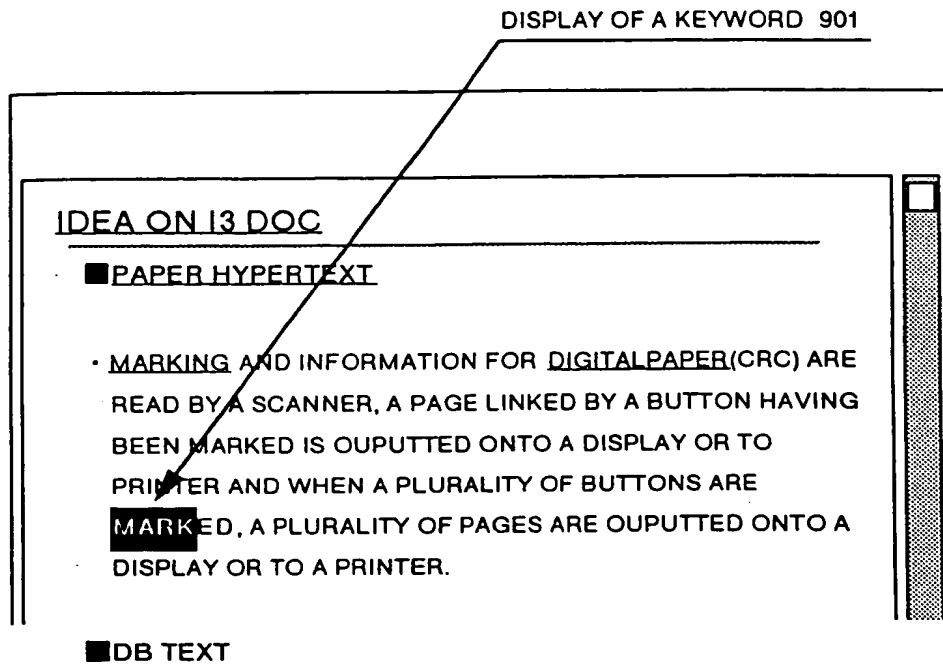 DISPLAY OF A KEYWORD 901
IDEA ON I3 DOC
■PAPER HYPERTEXT
· MARKING AND INFORMATION FOR DIGITALPAPER(CRC) ARE
READ BY A SCANNER, A PAGE LINKED BY A BUTTON HAVING
BEEN MARKED IS OUPUTTED ONTO A DISPLAY OR TO
PRINTER AND WHEN A PLURALITY OF BUTTONS ARE
MARKED, A PLURALITY OF PAGES ARE OUPUTTED ONTO A
DISPLAY OR TO A PRINTER.
■DB TEXT